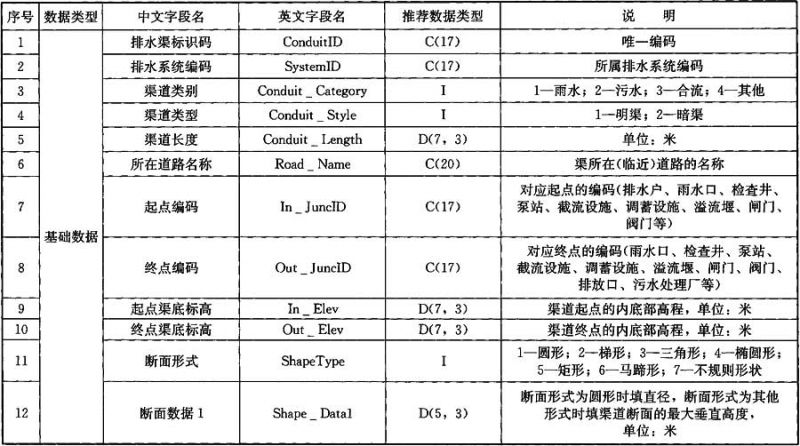 序号 数据类型 中文字段名 英文字段名 推荐数据类型 说 明
1 排水渠标识码 ConduitID C(17) 唯一编码
2 排水系统编码 SystemID C(17) 所属排水系统编码
3 渠道类别 Conduit _ Category I 1—雨水；2—污水；3—合流；4—其他
4 渠道类型 Conduit _ Style I 1—明渠；2—暗渠
5 渠道长度 Conduit _ Length D(7, 3) 单位：米
6 所在道路名称 Road _ Name C(20) 渠所在(临近)道路的名称
7 起点编码 In _ JuncID C(17) 对应起点的编码(排水户、雨水口、检查井、
泵站、截流设施、调蓄设施、溢流堰、闸门、
阀门等)
基础数据
8 终点编码 Out _ JuncID C(17) 对应终点的编码(雨水口、检查井、泵站、
截流设施、调蓄设施、溢流堰、闸门、阀门、
排放口、污水处理厂等)
9 起点渠底标高 In _ Elev D(7, 3) 渠道起点的内底部高程，单位：米
10 终点渠底标高 Out _ Elev D(7, 3) 渠道终点的内底部高程，单位：米
11 断面形式 ShapeType I 1—圆形；2—梯形；3—三角形；4—椭圆形；
5—矩形；6—马蹄形；7—不规则形状
12 断面数据1 Shape _ Data1 D(5, 3) 断面形式为圆形时填直径，断面形式为其他
形式时填渠道断面的最大垂直高度，
单位：米